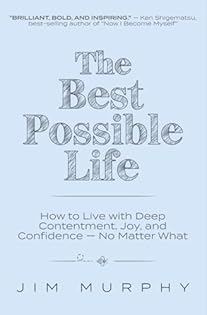 "BRILLIANT, BOLD, AND INSPIRING." — Ken Shigematsu,
best-selling author of "Now I Become Myself"
The
Best
Possible
Life
How to Live with Deep
Contentment, Joy, and
Confidence — No Matter What
JIM MURPHY